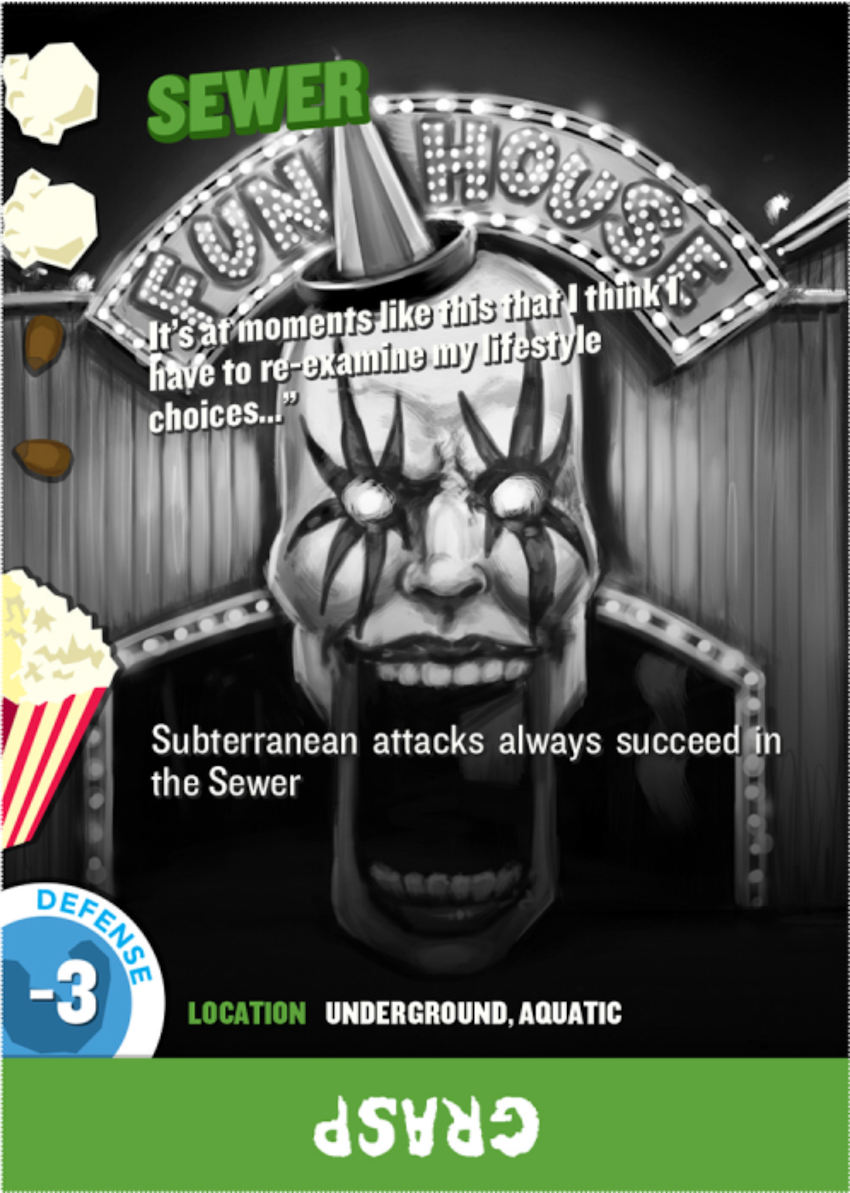 SEWER
FUN HOUSE
It's at moments like this that I think I
have to re-examine my lifestyle
choices..."
Subterranean attacks always succeed in
the Sewer
DEFENSE
-3
LOCATION UNDERGROUND, AQUATIC
GRASP